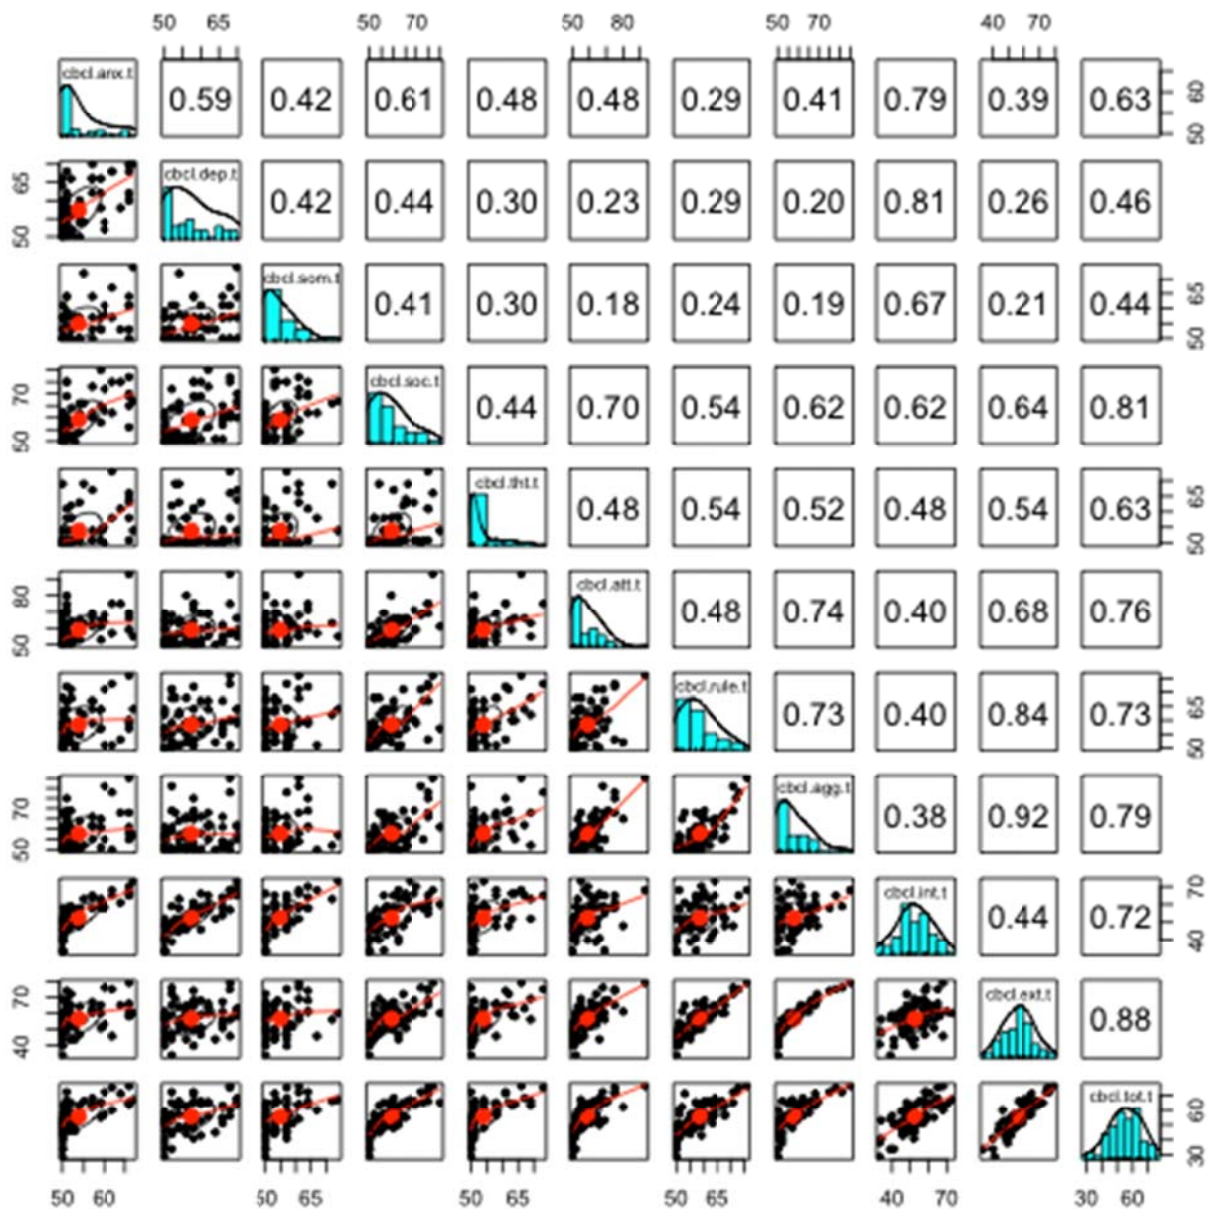 50 65 50 70 50 80 50 70 40 70
cbcl.anx.t 0.59 0.42 0.61 0.48 0.48 0.29 0.41 0.79 0.39 0.63 50 60
50 65 cbcl.dep.t 0.42 0.44 0.30 0.23 0.29 0.20 0.81 0.26 0.46
cbcl.som.t 0.41 0.30 0.18 0.24 0.19 0.67 0.21 0.44 50 65
50 70 cbcl.soc.t 0.44 0.70 0.54 0.62 0.62 0.64 0.81
cbcl.tht.t 0.48 0.54 0.52 0.48 0.54 0.63 50 65
50 80 cbcl.att.t 0.48 0.74 0.40 0.68 0.76
cbcl.rule.t 0.73 0.40 0.84 0.73 50 65
50 70 cbcl.agg.t 0.38 0.92 0.79
cbcl.int.t 0.44 0.72 40 70
40 70 cbcl.ext.t 0.88
cbcl.tot.t 30 60
50 60 50 65 50 65 50 65 40 70 30 60